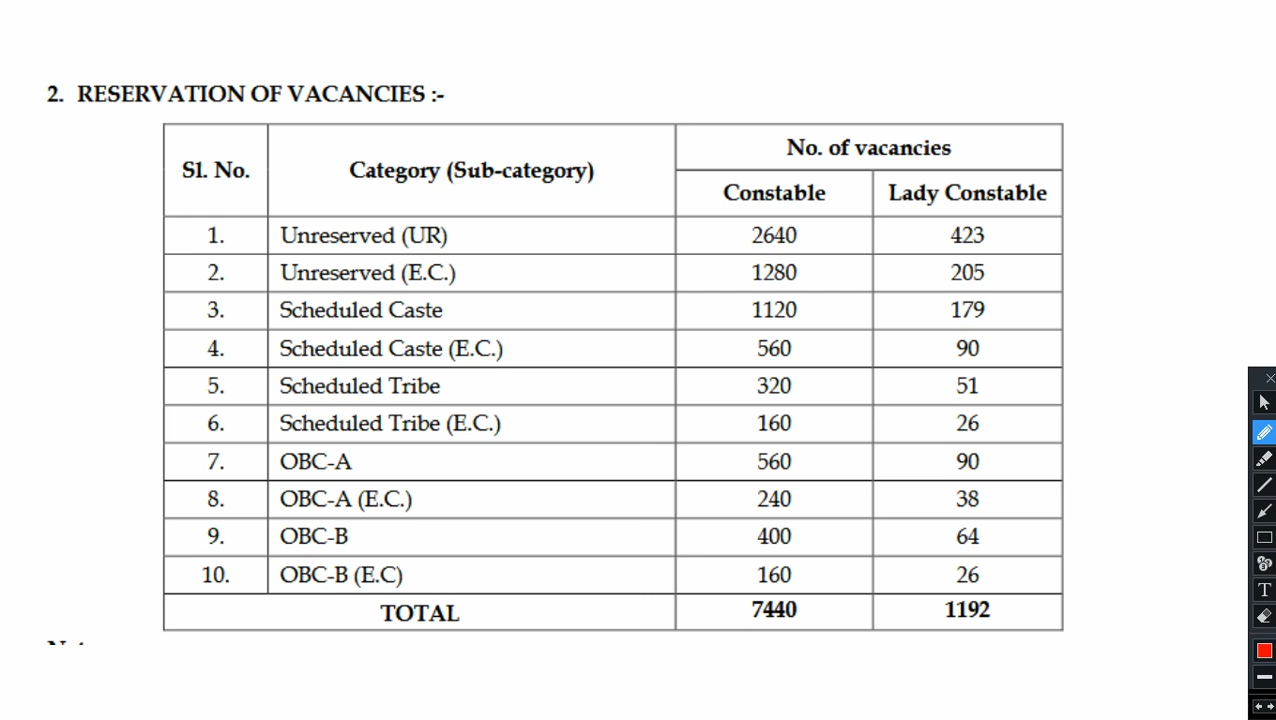 2. RESERVATION OF VACANCIES :-
Sl. No. Category (Sub-category) No. of vacancies
Constable Lady Constable
1. Unreserved (UR) 2640 423
2. Unreserved (E.C.) 1280 205
3. Scheduled Caste 1120 179
4. Scheduled Caste (E.C.) 560 90
5. Scheduled Tribe 320 51
6. Scheduled Tribe (E.C.) 160 26
7. OBC-A 560 90
8. OBC-A (E.C.) 240 38
9. OBC-B 400 64
10. OBC-B (E.C) 160 26
TOTAL 7440 1192